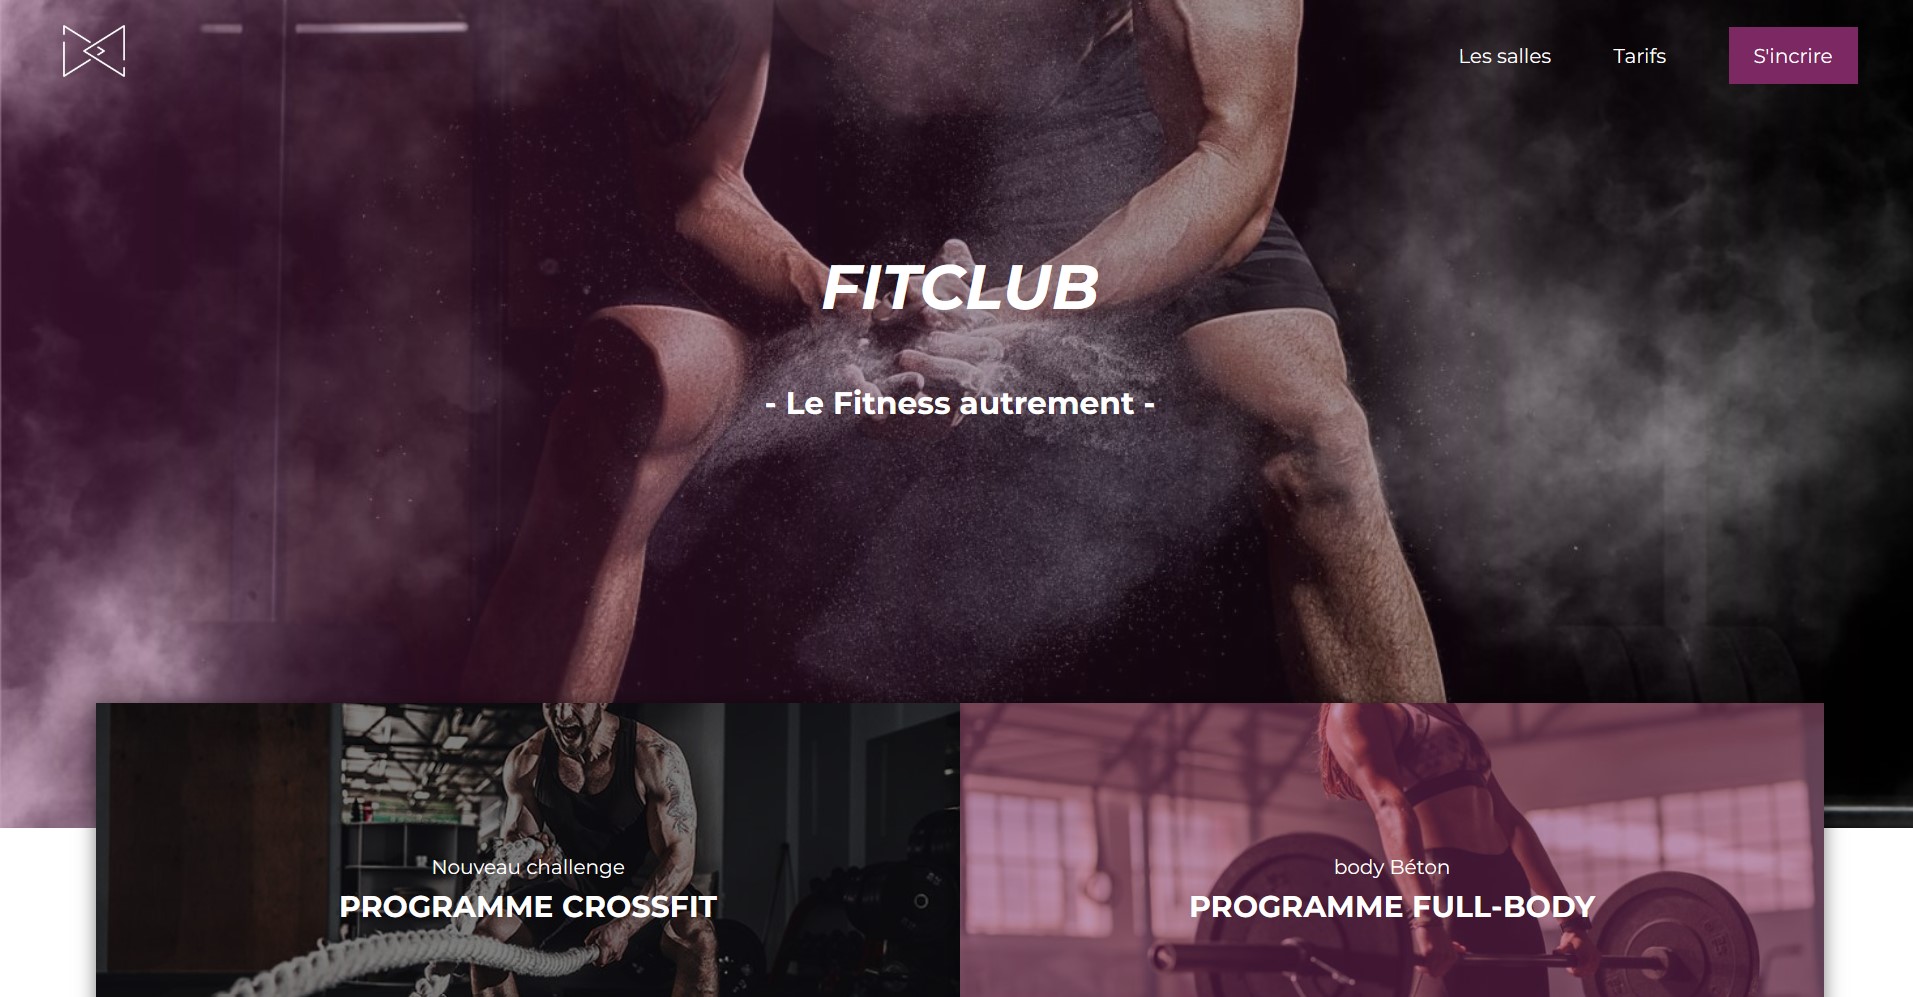 Les salles
Tarifs
S'incrire
FITCLUB
- Le Fitness autrement -
Nouveau challenge
PROGRAMME CROSSFIT
body Béton
PROGRAMME FULL-BODY